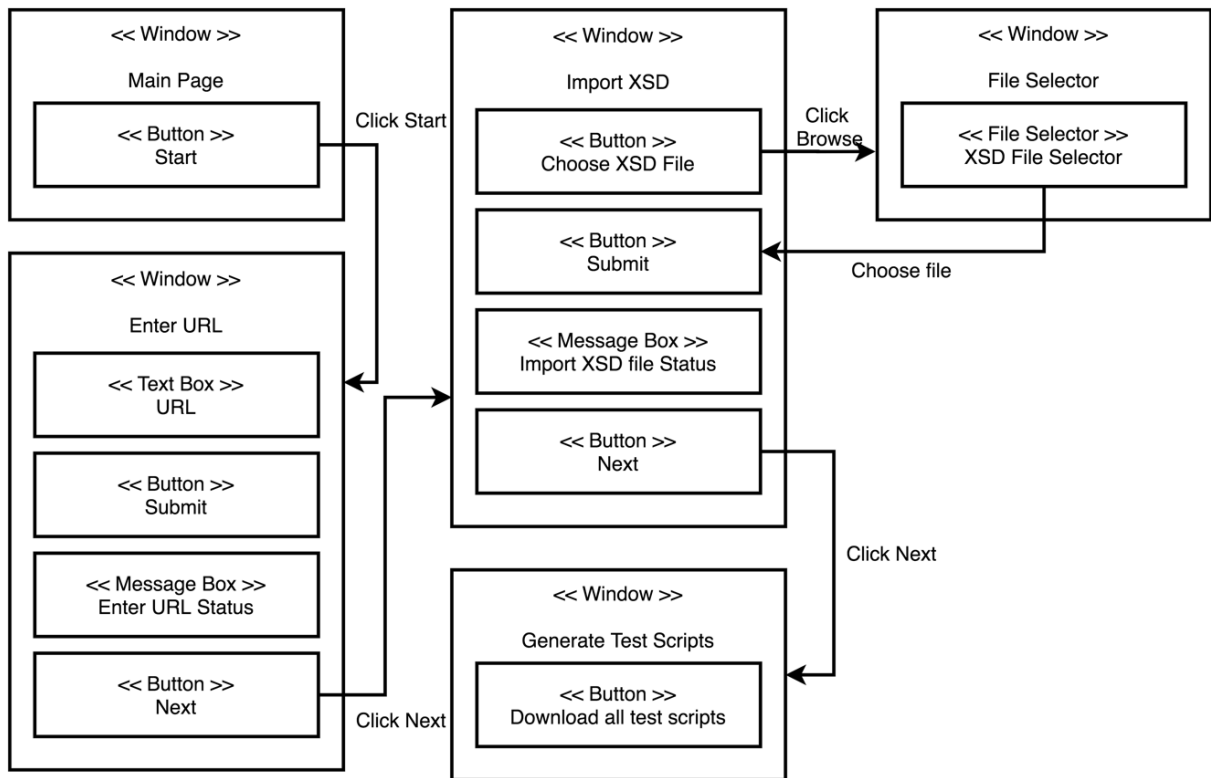 << Window >>
Main Page
<< Button >>
Start
Click Start
<< Window >>
Enter URL
<< Text Box >>
URL
<< Button >>
Submit
<< Message Box >>
Enter URL Status
<< Button >>
Next
Click Next
<< Window >>
Import XSD
<< Button >>
Choose XSD File
<< Button >>
Submit
<< Message Box >>
Import XSD file Status
<< Button >>
Next
Click
Browse
<< Window >>
File Selector
<< File Selector >>
XSD File Selector
Choose file
Click Next
<< Window >>
Generate Test Scripts
<< Button >>
Download all test scripts